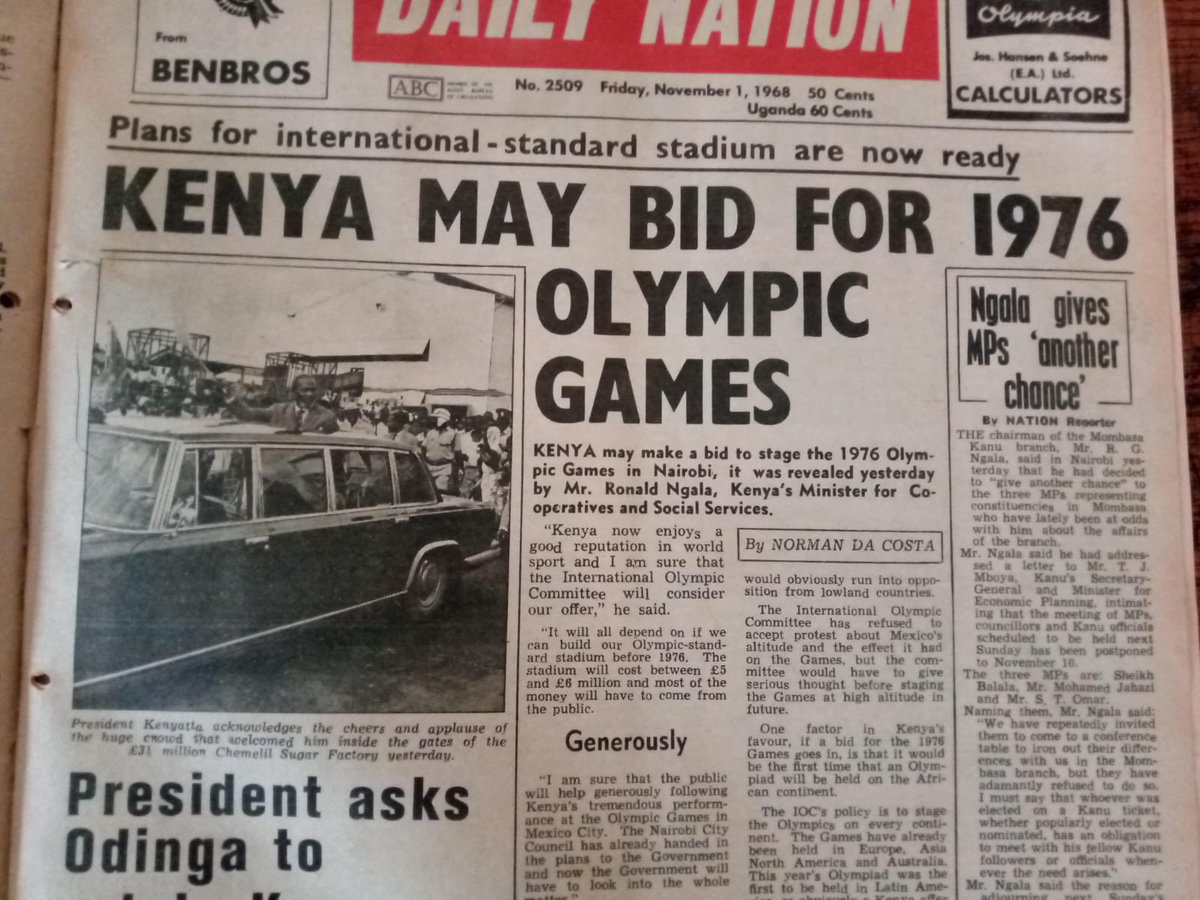 From
BENBROS
DAILY NATION
Olympia
Jos. Hansen & Soehne
(E.A.) Ltd.
CALCULATORS
ABC
MEMBER OF THE
AUDIT BUREAU
OF CIRCULATIONS
No. 2509 Friday, November 1, 1968 50 Cents
Uganda 60 Cents
Plans for international-standard stadium are now ready
KENYA MAY BID FOR 1976
OLYMPIC
GAMES
President Kenyatta acknowledges the cheers and applause of
the huge crowd that welcomed him inside the gates of the
£3½ million Chemelil Sugar Factory yesterday.
President asks
Odinga to
KENYA may make a bid to stage the 1976 Olym-
pic Games in Nairobi, it was revealed yesterday
by Mr. Ronald Ngala, Kenya's Minister for Co-
operatives and Social Services.
"Kenya now enjoys a
good reputation in world
sport and I am sure that
the International Olympic
Committee will consider
our offer," he said.
"It will all depend on if we
can build our Olympic-stand-
ard stadium before 1976. The
stadium will cost between £5
and £6 million and most of the
money will have to come from
the public.
Generously
"I am sure that the public
will help generously following
Kenya's tremendous perform-
ance at the Olympic Games in
Mexico City. The Nairobi City
Council has already handed in
the plans to the Government
and now the Government will
have to look into the whole
matter."
By NORMAN DA COSTA
would obviously run into oppo-
sition from lowland countries.
The International Olympic
Committee has refused to
accept protest about Mexico's
altitude and the effect it had
on the Games, but the com-
mittee would have to give
serious thought before staging
the Games at high altitude in
future.
One factor in Kenya's
favour, if a bid for the 1976
Games goes in, is that it would
be the first time that an Olym-
piad will be held on the Afri-
can continent.
The IOC's policy is to stage
the Olympics on every conti-
nent. The Games have already
been held in Europe, Asia
North America and Australia.
This year's Olympiad was the
first to be held in Latin Ame-
Ngala gives
MPs 'another
chance'
By NATION Reporter
THE chairman of the Mombasa
Kanu branch, Mr. R. G.
Ngala, said in Nairobi yes-
terday that he had decided
to "give another chance" to
the three MPs representing
constituencies in Mombasa
who have lately been at odds
with him about the affairs
of the branch.
Mr. Ngala said he had addres-
sed a letter to Mr. T. J.
Mboya, Kanu's Secretary-
General and Minister for
Economic Planning, intimat-
ing that the meeting of MPs,
councillors and Kanu officials
scheduled to be held next
Sunday has been postponed
to November 10.
The three MPs are: Sheikh
Balala, Mr. Mohamed Jahazi
and Mr. S. T. Omar.
Naming them, Mr. Ngala said:
"We have repeatedly invited
them to come to a conference
table to iron out their differ-
ences with us in the Mom-
basa branch, but they have
adamantly refused to do so.
I must say that whoever was
elected on a Kanu ticket,
whether popularly elected or
nominated, has an obligation
to meet with his fellow Kanu
followers or officials when-
ever the need arises."
Mr. Ngala said the reason for
adjourning next Sunday's